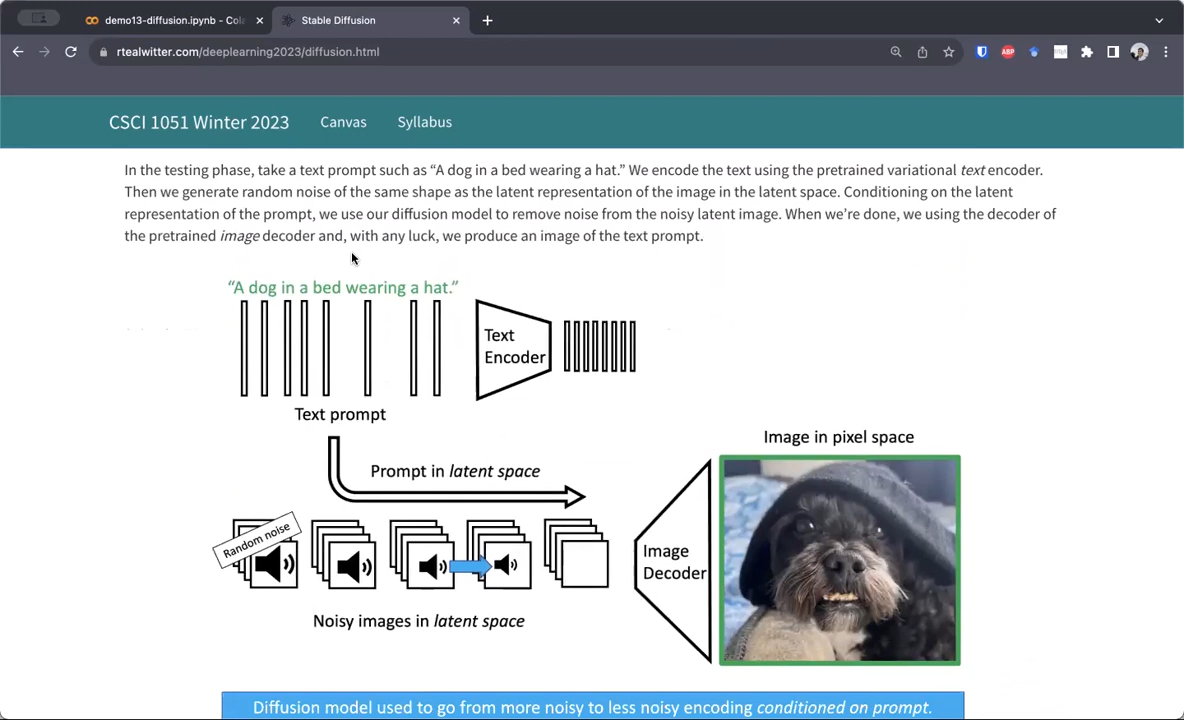 demo13-diffusion.ipynb - Cola
Stable Diffusion
rtealwitter.com/deeplearning2023/diffusion.html
ABP
CSCI 1051 Winter 2023
Canvas
Syllabus
In the testing phase, take a text prompt such as “A dog in a bed wearing a hat.” We encode the text using the pretrained variational text encoder.
Then we generate random noise of the same shape as the latent representation of the image in the latent space. Conditioning on the latent
representation of the prompt, we use our diffusion model to remove noise from the noisy latent image. When we’re done, we using the decoder of
the pretrained image decoder and, with any luck, we produce an image of the text prompt.
“A dog in a bed wearing a hat.”
Text
Encoder
Text prompt
Image in pixel space
Prompt in latent space
Random noise
Image
Decoder
Noisy images in latent space
Diffusion model used to go from more noisy to less noisy encoding conditioned on prompt.